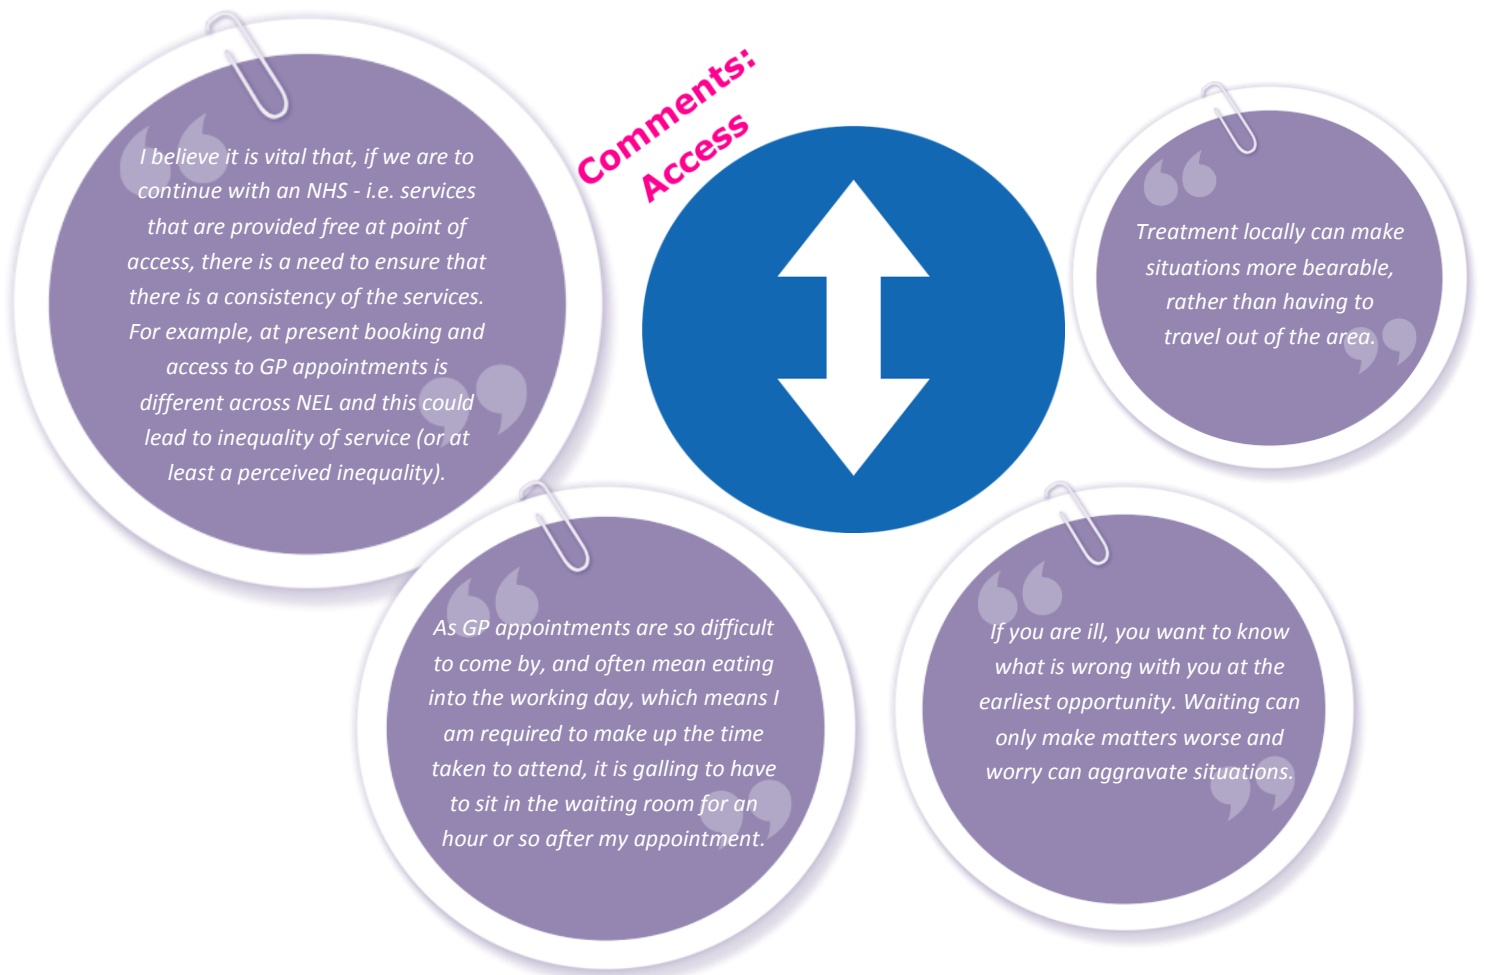 Comments:
Access
I believe it is vital that, if we are to
continue with an NHS - i.e. services
that are provided free at point of
access, there is a need to ensure that
there is a consistency of the services.
For example, at present booking and
access to GP appointments is
different across NEL and this could
lead to inequality of service (or at
least a perceived inequality).
Treatment locally can make
situations more bearable,
rather than having to
travel out of the area.
As GP appointments are so difficult
to come by, and often mean eating
into the working day, which means I
am required to make up the time
taken to attend, it is galling to have
to sit in the waiting room for an
hour or so after my appointment.
If you are ill, you want to know
what is wrong with you at the
earliest opportunity. Waiting can
only make matters worse and
worry can aggravate situations.